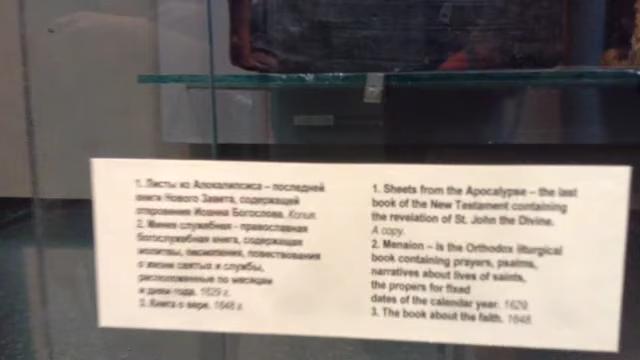 1. Листы из Апокалипсиса – последней
книги Нового Завета, содержащей
откровение Иоанна Богослова. Копия.
2. Минея служебная - православная
богослужебная книга, содержащая
молитвы, песнопения, повествования
о жизни святых и службы,
расположенные по месяцам
и дням года. 1629 г.
3. Книга о вере. 1648 г.
1. Sheets from the Apocalypse – the last
book of the New Testament containing
the revelation of St. John the Divine.
A copy.
2. Menaion – is the Orthodox liturgical
book containing prayers, psalms,
narratives about lives of saints,
the propers for fixed
dates of the calendar year. 1629.
3. The book about the faith. 1648.